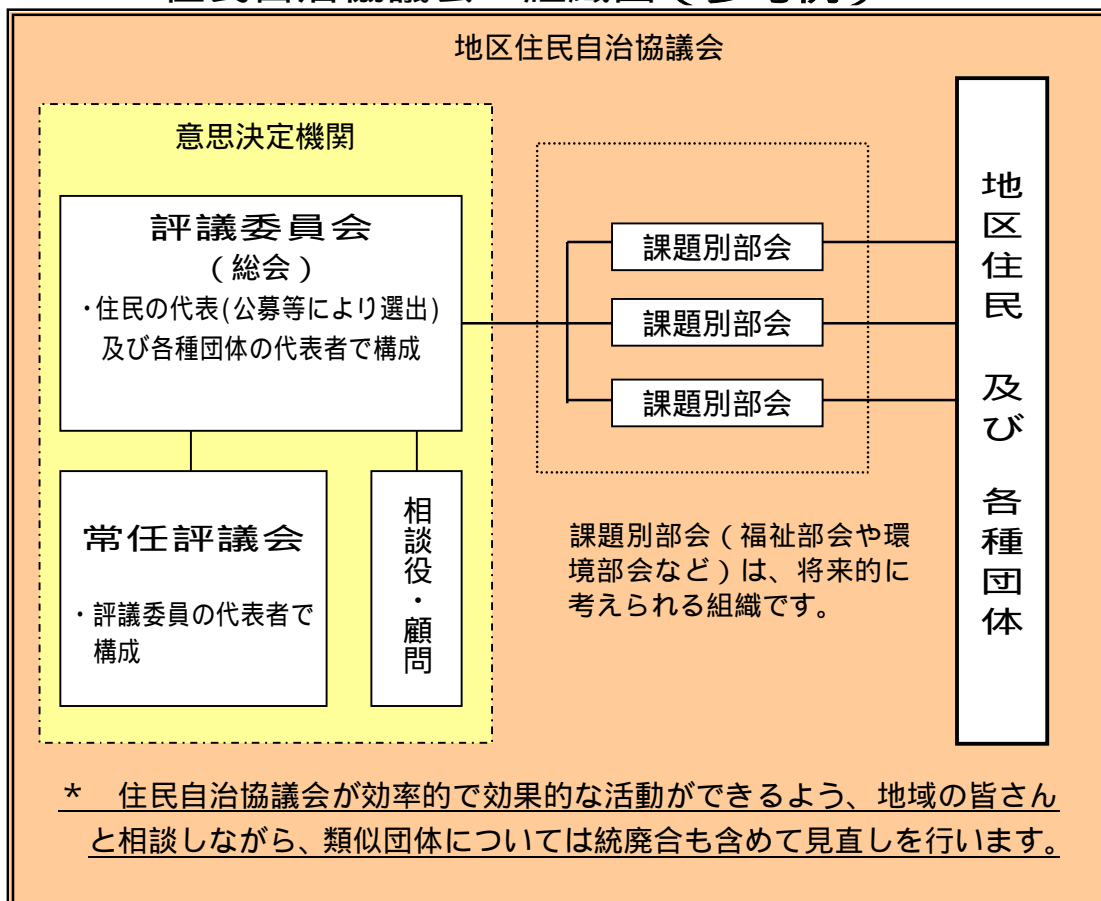 地区住民自治協議会
意思決定機関
評議委員会
（総会）
・住民の代表(公募等により選出)
及び各種団体の代表者で構成
常任評議会
・評議委員の代表者で
構成
相談役・顧問
課題別部会
課題別部会
課題別部会
課題別部会（福祉部会や環
境部会など）は、将来的に
考えられる組織です。
地区住民 及び 各種団体
* 住民自治協議会が効率的で効果的な活動ができるよう、地域の皆さん
と相談しながら、類似団体については統廃合も含めて見直しを行います。